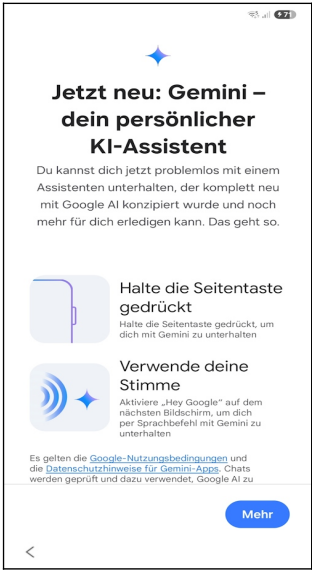 71
Jetzt neu: Gemini –
dein persönlicher
KI-Assistent
Du kannst dich jetzt problemlos mit einem
Assistenten unterhalten, der komplett neu
mit Google AI konzipiert wurde und noch
mehr für dich erledigen kann. Das geht so.
Halte die Seitentaste
gedrückt
Halte die Seitentaste gedrückt, um
dich mit Gemini zu unterhalten
Verwende deine
Stimme
Aktiviere „Hey Google" auf dem
nächsten Bildschirm, um dich
per Sprachbefehl mit Gemini zu
unterhalten
Es gelten die Google-Nutzungsbedingungen und
die Datenschutzhinweise für Gemini-Apps. Chats
werden geprüft und dazu verwendet, Google AI zu
Mehr